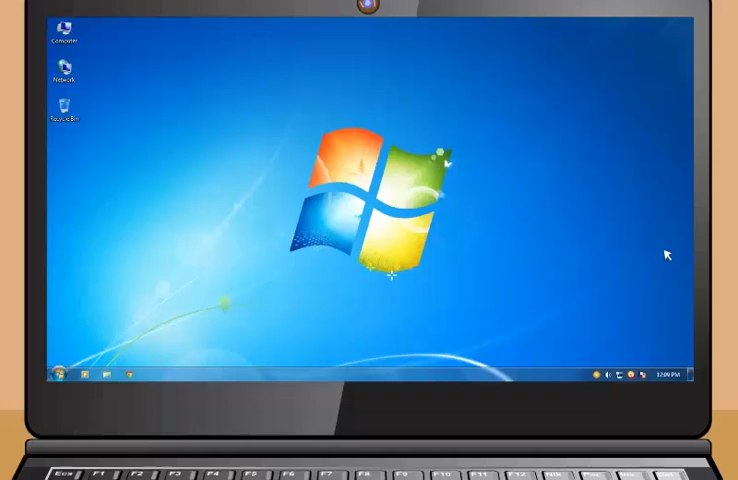 Computer
Network
Recycle Bin
12:09 PM
Esc F1 F2 F3 F4 F5 F6 F7 F8 F9 F10 F11 F12